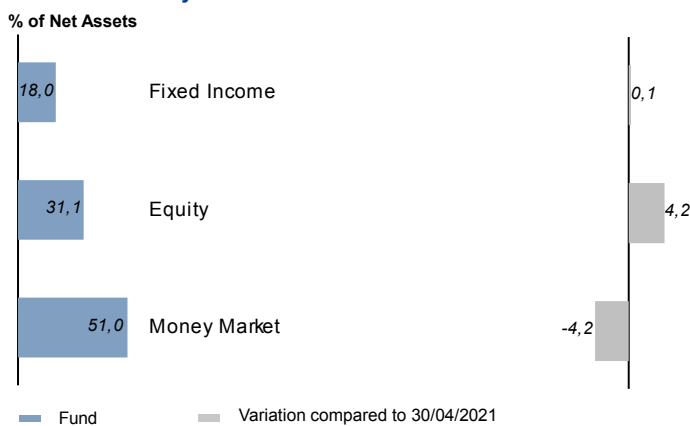 % of Net Assets
18,0 Fixed Income 0,1
31,1 Equity 4,2
51,0 Money Market -4,2
Fund Variation compared to 30/04/2021